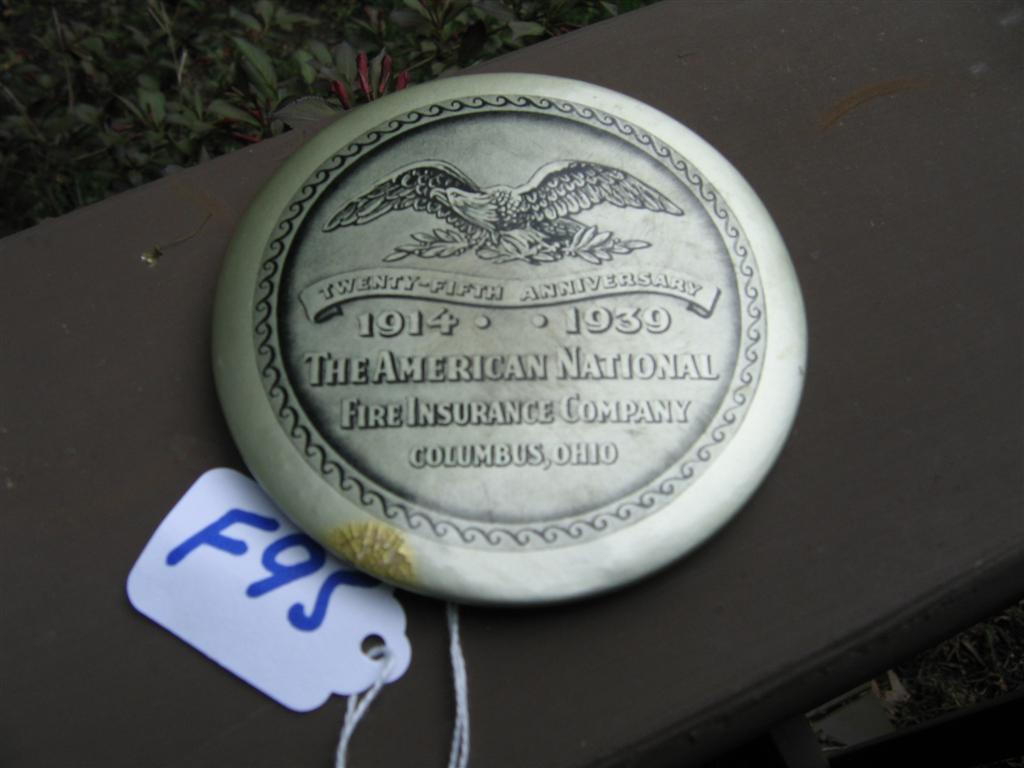 TWENTY-FIFTH ANNIVERSARY
1914 • • 1939
THE AMERICAN NATIONAL
FIRE INSURANCE COMPANY
COLUMBUS, OHIO
F95